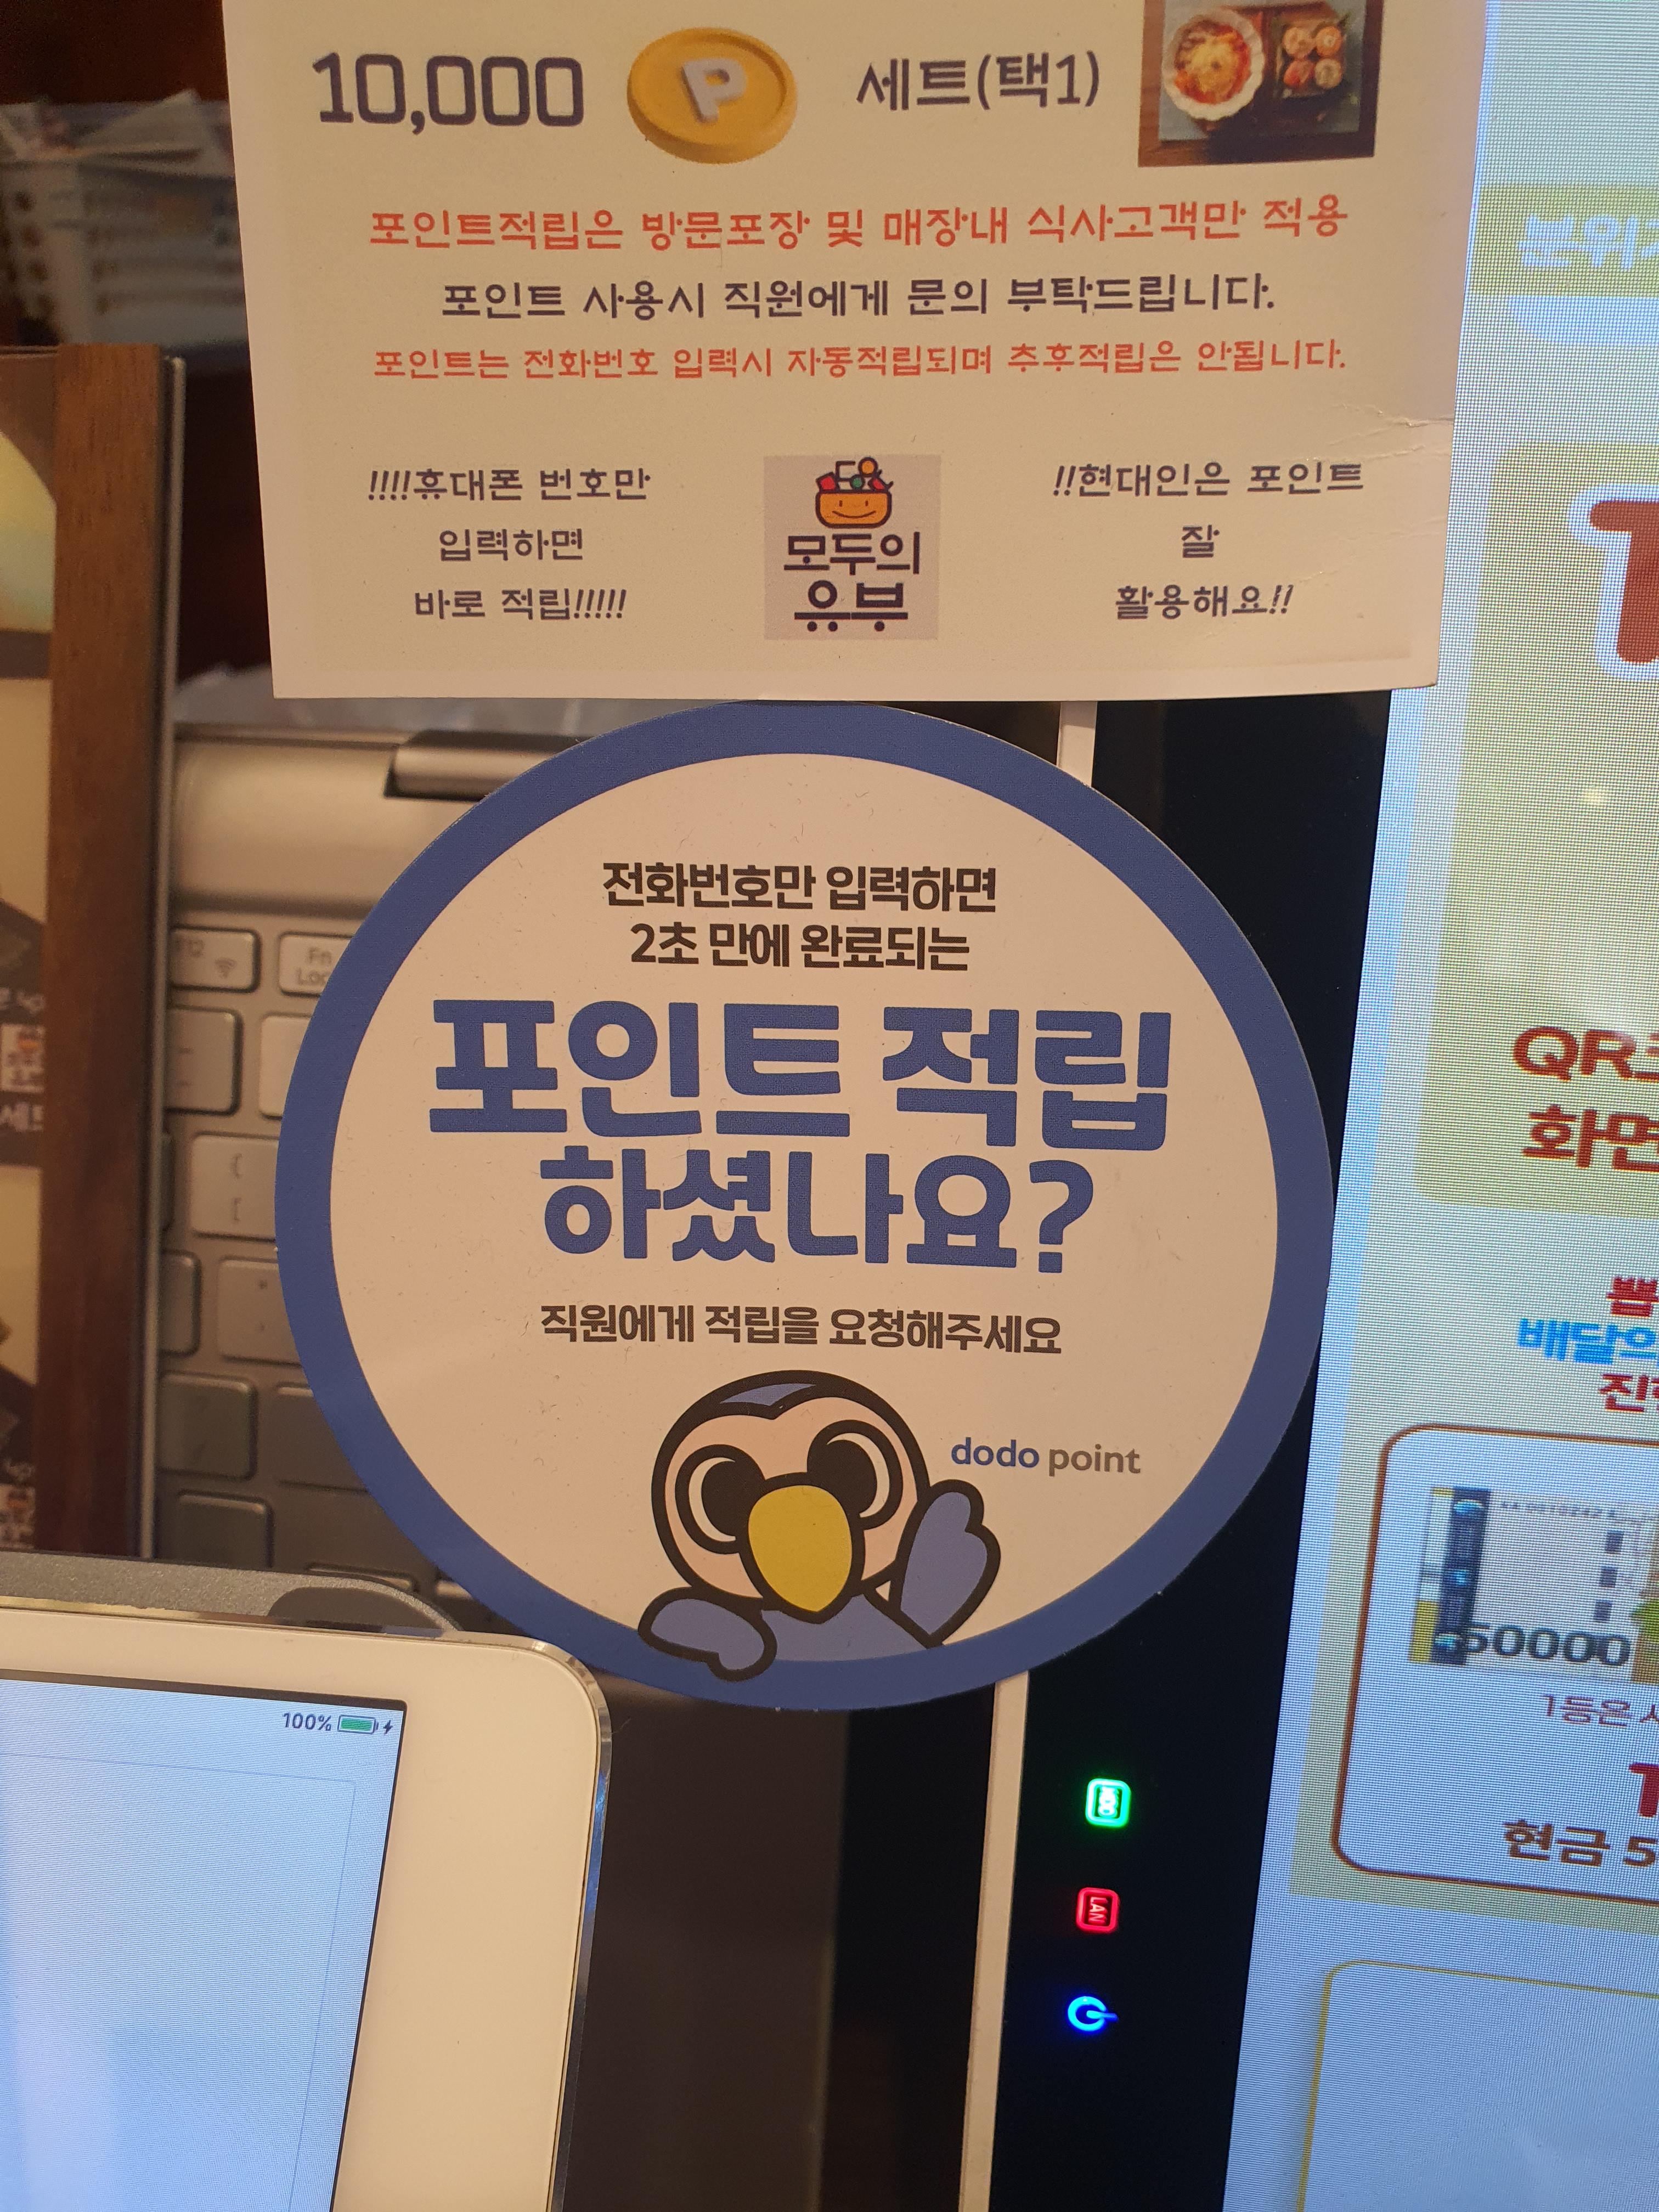 10,000 P 세트(택1)
포인트적립은 방문포장 및 매장내 식사고객만 적용
포인트 사용시 직원에게 문의 부탁드립니다.
포인트는 전화번호 입력시 자동적립되며 추후적립은 안됩니다.
!!!!휴대폰 번호만
입력하면
바로 적립!!!!!
모두의
유부
!!현대인은 포인트
잘
활용해요!!
전화번호만 입력하면
2초 만에 완료되는
포인트 적립
하셨나요?
직원에게 적립을 요청해주세요
dodo point
100%
F12
Fn
LAN
QR
화면
배달의
50000
1등은
현금 5